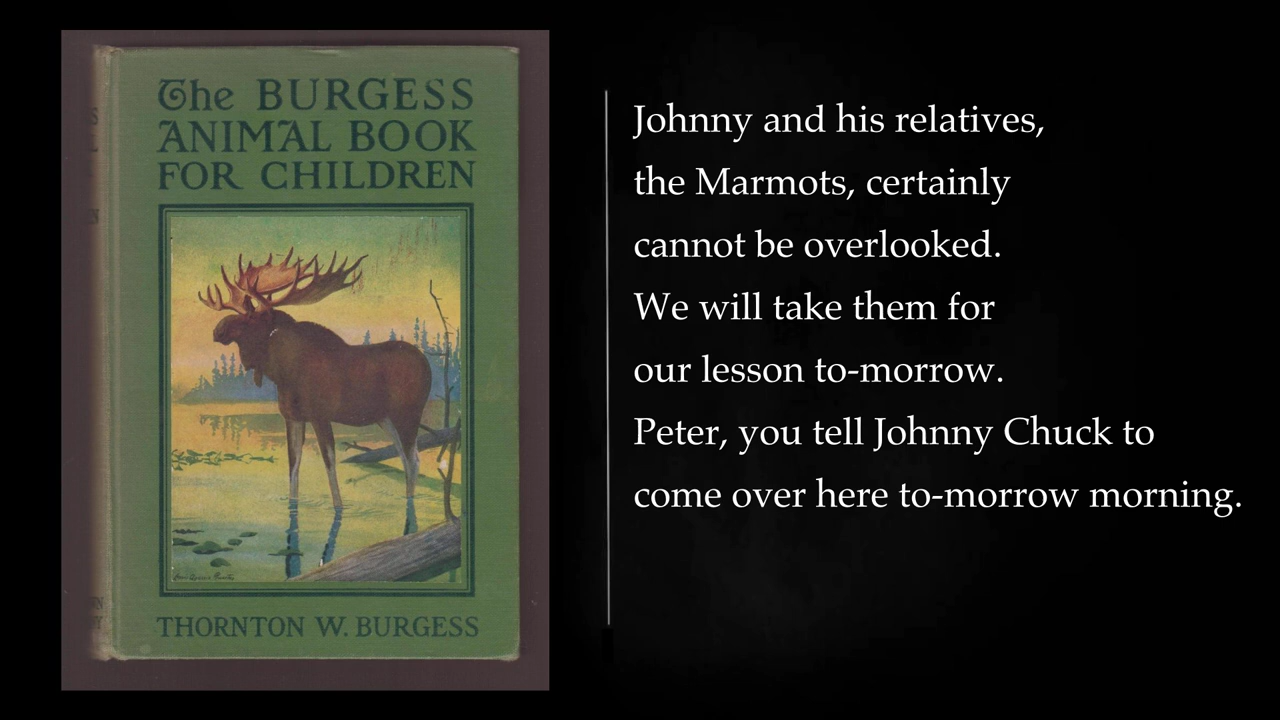 The BURGESS
ANIMAL BOOK
FOR CHILDREN
THORNTON W. BURGESS
Johnny and his relatives,
the Marmots, certainly
cannot be overlooked.
We will take them for
our lesson to-morrow.
Peter, you tell Johnny Chuck to
come over here to-morrow morning.